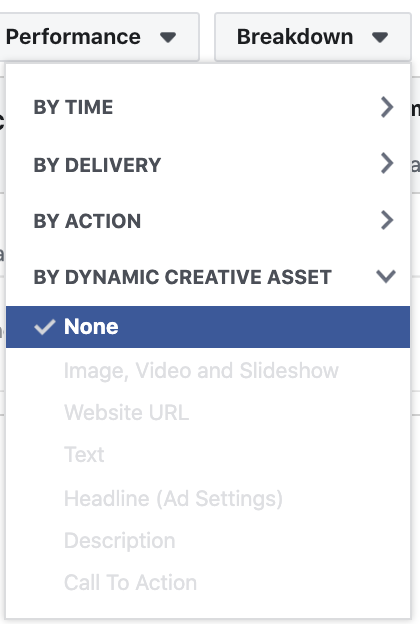 Performance
Breakdown
BY TIME
BY DELIVERY
BY ACTION
BY DYNAMIC CREATIVE ASSET
None
Image, Video and Slideshow
Website URL
Text
Headline (Ad Settings)
Description
Call To Action